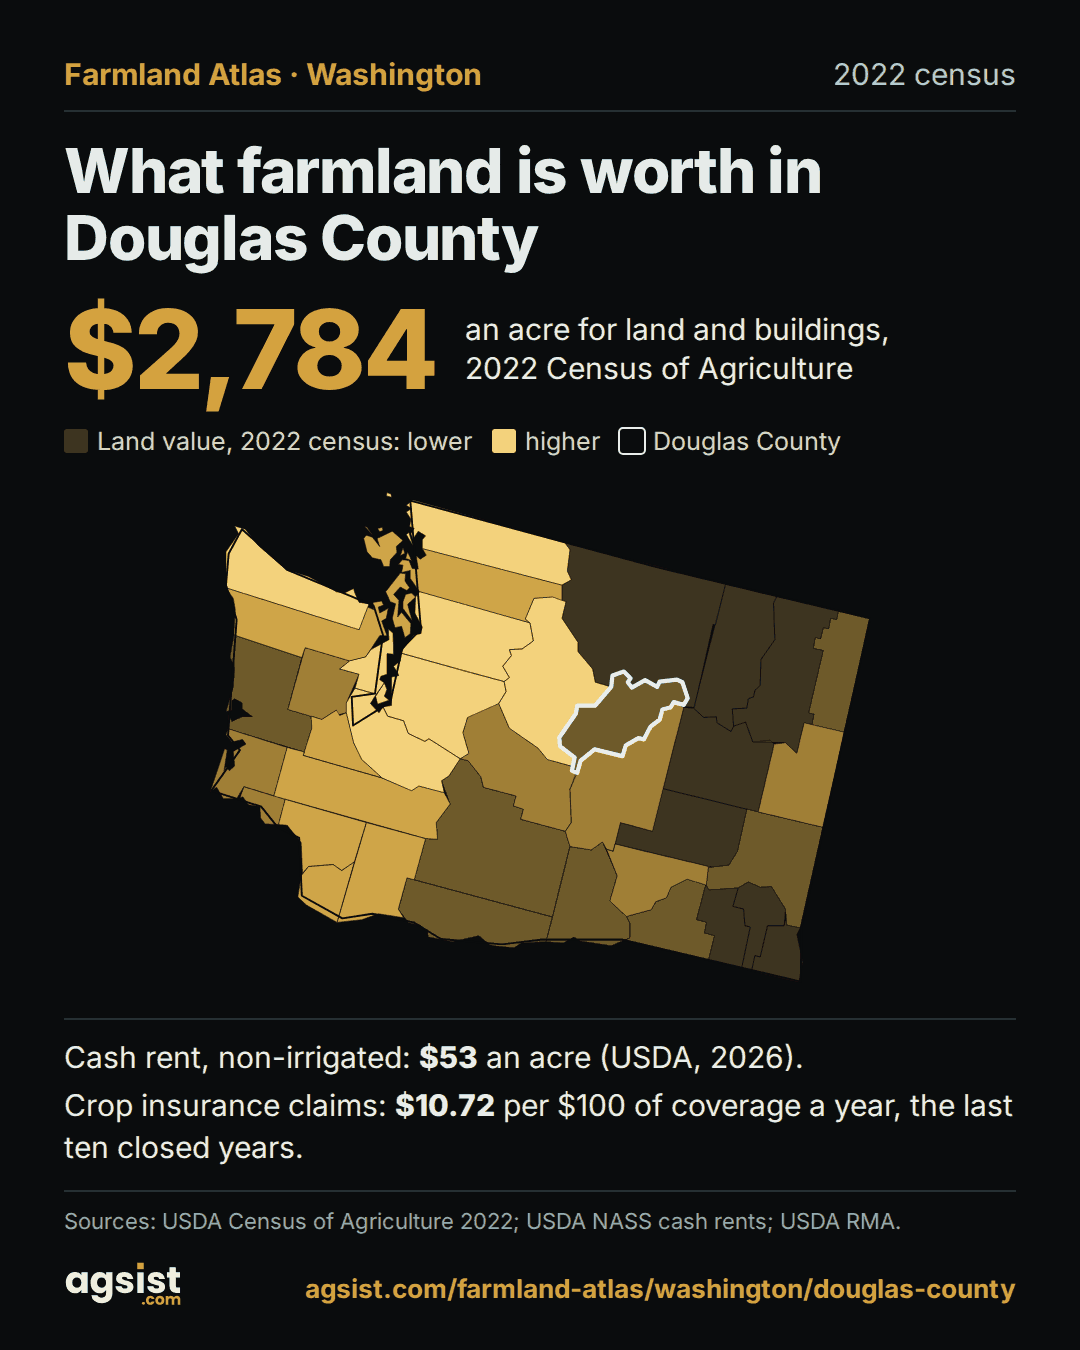 Farmland Atlas · Washington
2022 census
What farmland is worth in
Douglas County
$2,784
an acre for land and buildings,
2022 Census of Agriculture
Land value, 2022 census: lower
higher
Douglas County
Cash rent, non-irrigated: $53 an acre (USDA, 2026).
Crop insurance claims: $10.72 per $100 of coverage a year, the last
ten closed years.
Sources: USDA Census of Agriculture 2022; USDA NASS cash rents; USDA RMA.
agsist
.com
agsist.com/farmland-atlas/washington/douglas-county